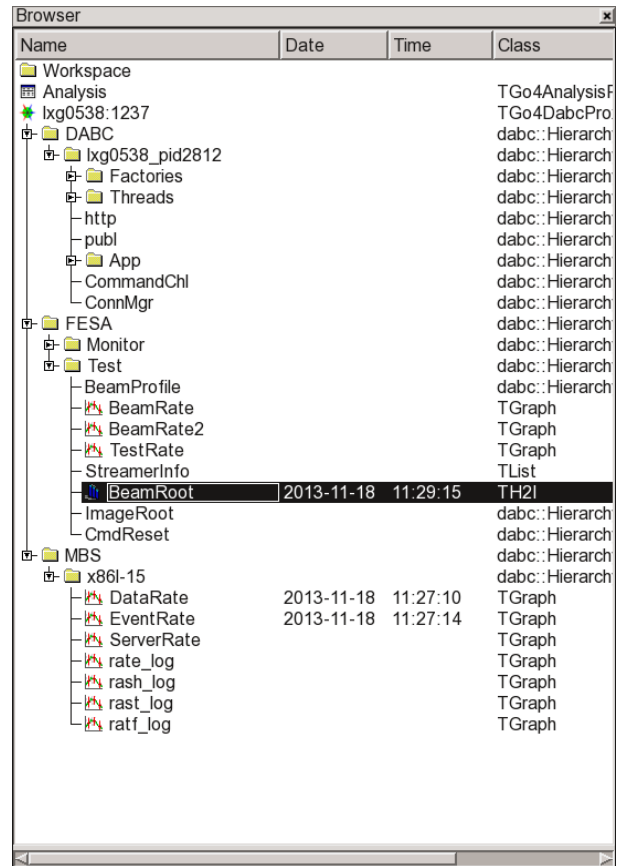 Browser
Name Date Time Class
Workspace
Analysis TGo4AnalysisP
lxg0538:1237 TGo4DabcPro
DABC dabc::Hierarch
lxg0538_pid2812 dabc::Hierarch
Factories dabc::Hierarch
Threads dabc::Hierarch
http dabc::Hierarch
publ dabc::Hierarch
App dabc::Hierarch
CommandChl dabc::Hierarch
ConnMgr dabc::Hierarch
FESA dabc::Hierarch
Monitor dabc::Hierarch
Test dabc::Hierarch
BeamProfile dabc::Hierarch
BeamRate TGraph
BeamRate2 TGraph
TestRate TGraph
StreamerInfo TList
BeamRoot 2013-11-18 11:29:15 TH2I
ImageRoot dabc::Hierarch
CmdReset dabc::Hierarch
MBS dabc::Hierarch
x86l-15 dabc::Hierarch
DataRate 2013-11-18 11:27:10 TGraph
EventRate 2013-11-18 11:27:14 TGraph
ServerRate TGraph
rate_log TGraph
rash_log TGraph
rast_log TGraph
ratf_log TGraph